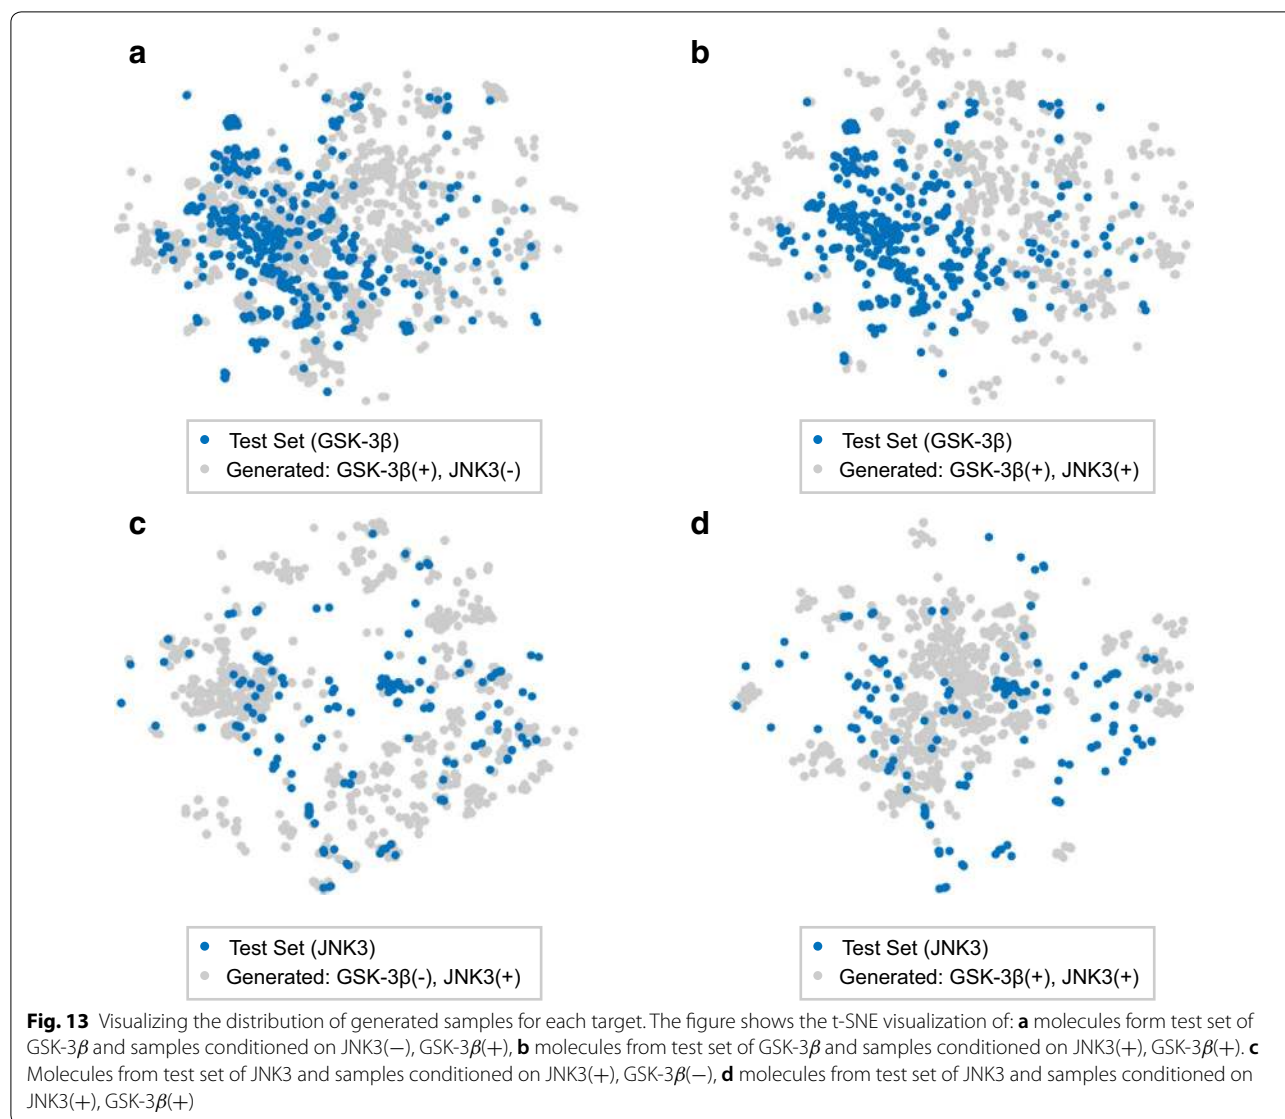 a
b
Test Set (GSK-3β)
Generated: GSK-3β(+), JNK3(-)
Test Set (GSK-3β)
Generated: GSK-3β(+), JNK3(+)
c
d
Test Set (JNK3)
Generated: GSK-3β(-), JNK3(+)
Test Set (JNK3)
Generated: GSK-3β(+), JNK3(+)
Fig. 13 Visualizing the distribution of generated samples for each target. The figure shows the t-SNE visualization of: a molecules form test set of
GSK-3β and samples conditioned on JNK3(−), GSK-3β(+), b molecules from test set of GSK-3β and samples conditioned on JNK3(+), GSK-3β(+). c
Molecules from test set of JNK3 and samples conditioned on JNK3(+), GSK-3β(−), d molecules from test set of JNK3 and samples conditioned on
JNK3(+), GSK-3β(+)